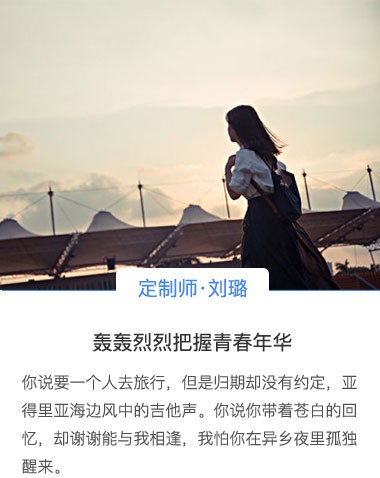 定制师·刘璐
轰轰烈烈把握青春年华
你说要一个人去旅行，但是归期却没有约定，亚
得里亚海边风中的吉他声。你说你带着苍白的回
忆，却谢谢能与我相逢，我怕你在异乡夜里孤独
醒来。